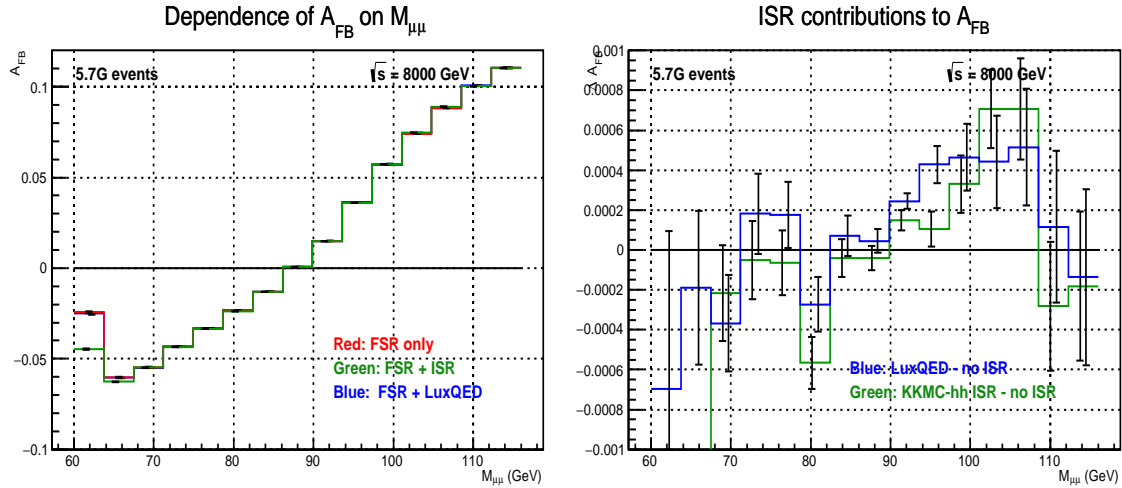 Dependence of A_FB on M_μμ
A_FB
5.7G events
√s = 8000 GeV
0.1
0.05
0
−0.05
−0.1
Red: FSR only
Green: FSR + ISR
Blue: FSR + LuxQED
60 70 80 90 100 110
M_μμ (GeV)
ISR contributions to A_FB
A_FB
5.7G events
√s = 8000 GeV
0.001
0.0008
0.0006
0.0004
0.0002
0
−0.0002
−0.0004
−0.0006
−0.0008
−0.001
Blue: LuxQED - no ISR
Green: KKMC-hh ISR - no ISR
60 70 80 90 100 110
M_μμ (GeV)